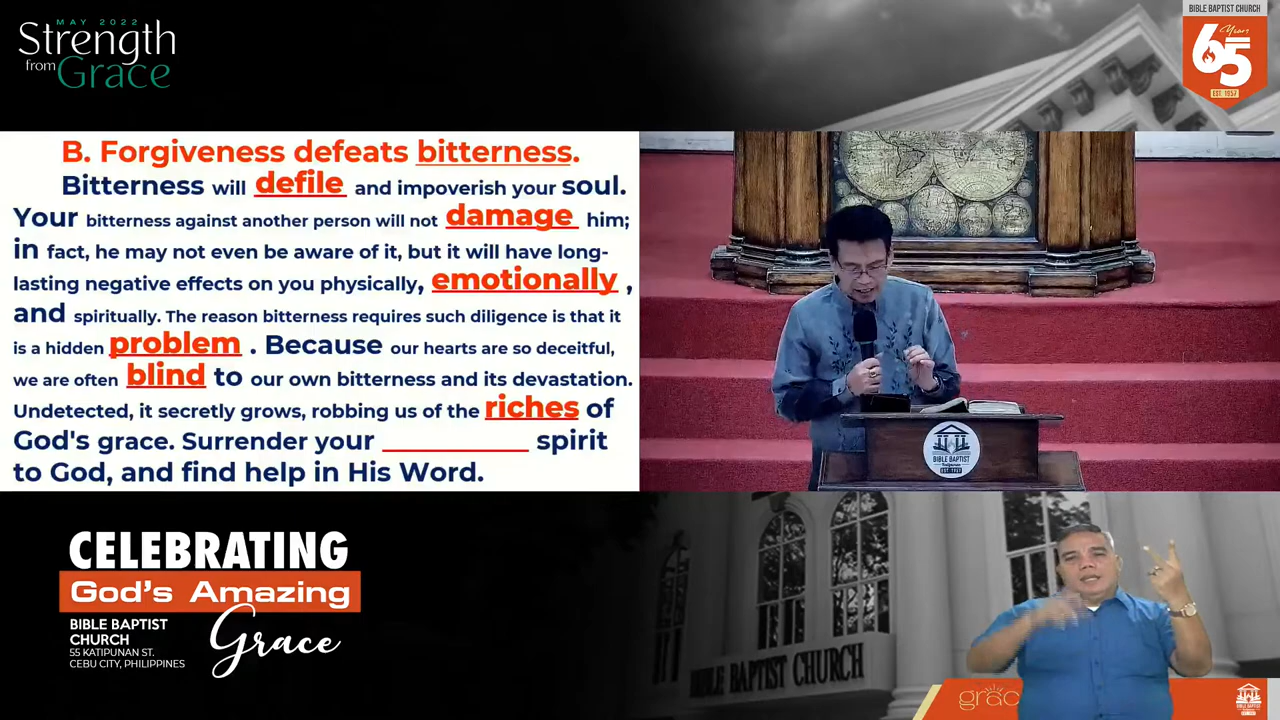 MAY 2022
Strength
from Grace
BIBLE BAPTIST CHURCH
65 Years
EST. 1957
B. Forgiveness defeats bitterness.
Bitterness will defile and impoverish your soul.
Your bitterness against another person will not damage him;
in fact, he may not even be aware of it, but it will have long-
lasting negative effects on you physically, emotionally ,
and spiritually. The reason bitterness requires such diligence is that it
is a hidden problem . Because our hearts are so deceitful,
we are often blind to our own bitterness and its devastation.
Undetected, it secretly grows, robbing us of the riches of
God's grace. Surrender your __________ spirit
to God, and find help in His Word.
BIBLE BAPTIST
CELEBRATING
God's Amazing
Grace
BIBLE BAPTIST
CHURCH
55 KATIPUNAN ST.
CEBU CITY, PHILIPPINES
BIBLE BAPTIST CHURCH
grac